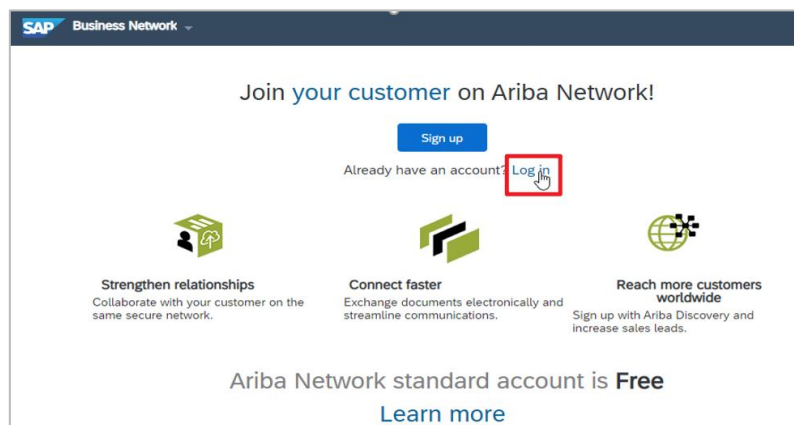 SAP Business Network
Join your customer on Ariba Network!
Sign up
Already have an account? Log in
Strengthen relationships
Collaborate with your customer on the
same secure network.
Connect faster
Exchange documents electronically and
streamline communications.
Reach more customers
worldwide
Sign up with Ariba Discovery and
increase sales leads.
Ariba Network standard account is Free
Learn more